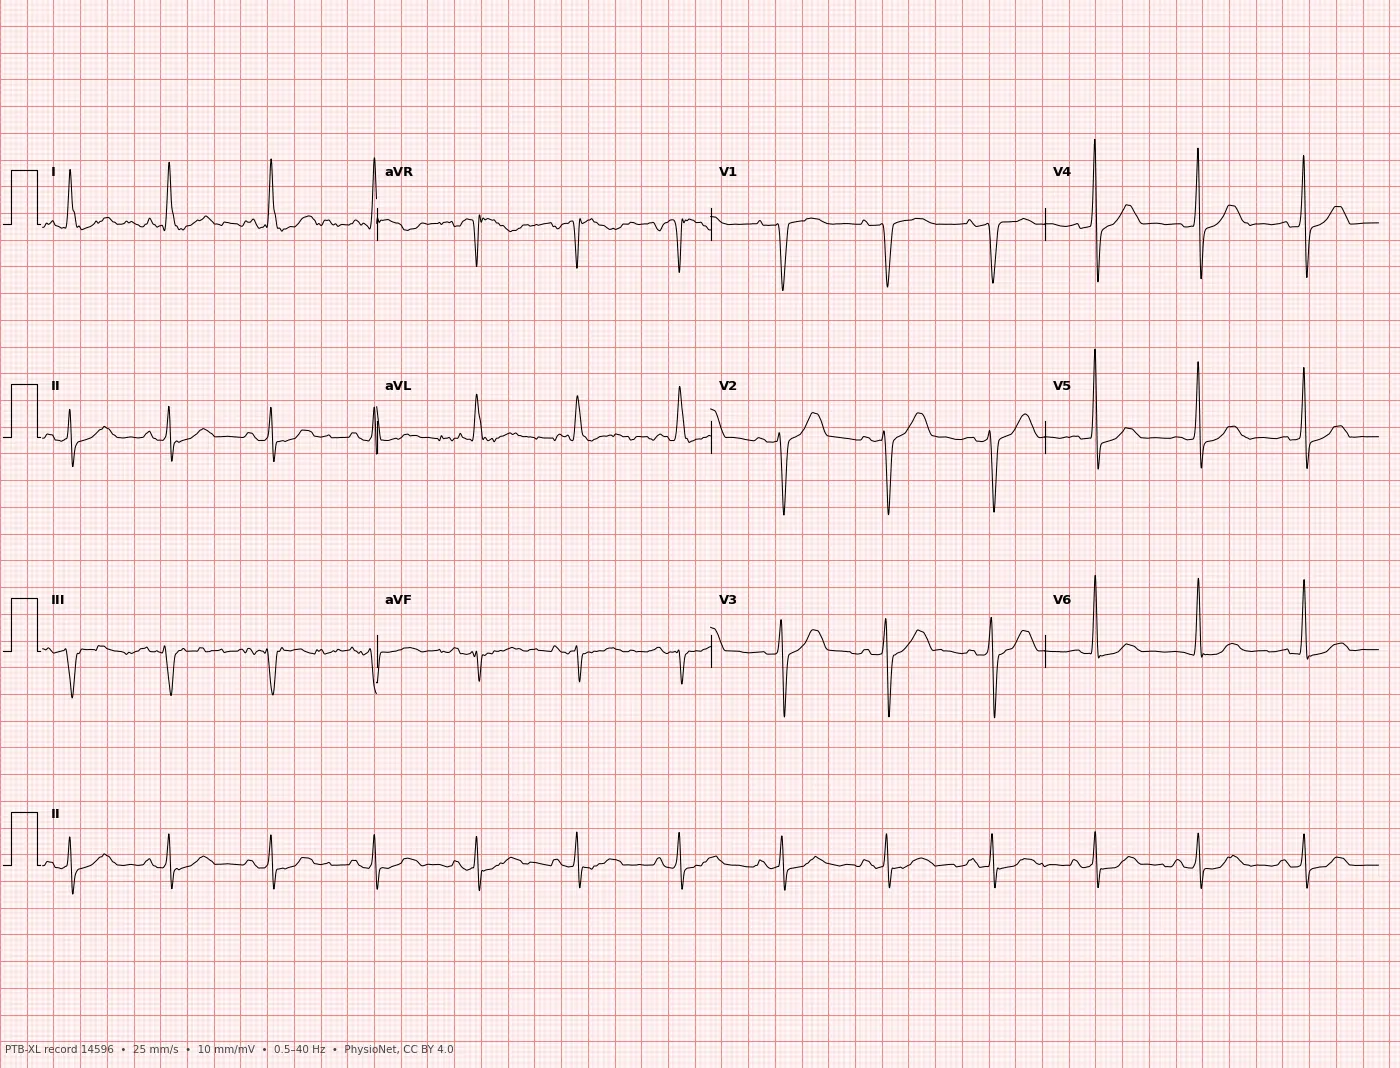 I aVR V1 V4
II aVL V2 V5
III aVF V3 V6
II
PTB-XL record 14596 • 25 mm/s • 10 mm/mV • 0.5–40 Hz • PhysioNet, CC BY 4.0